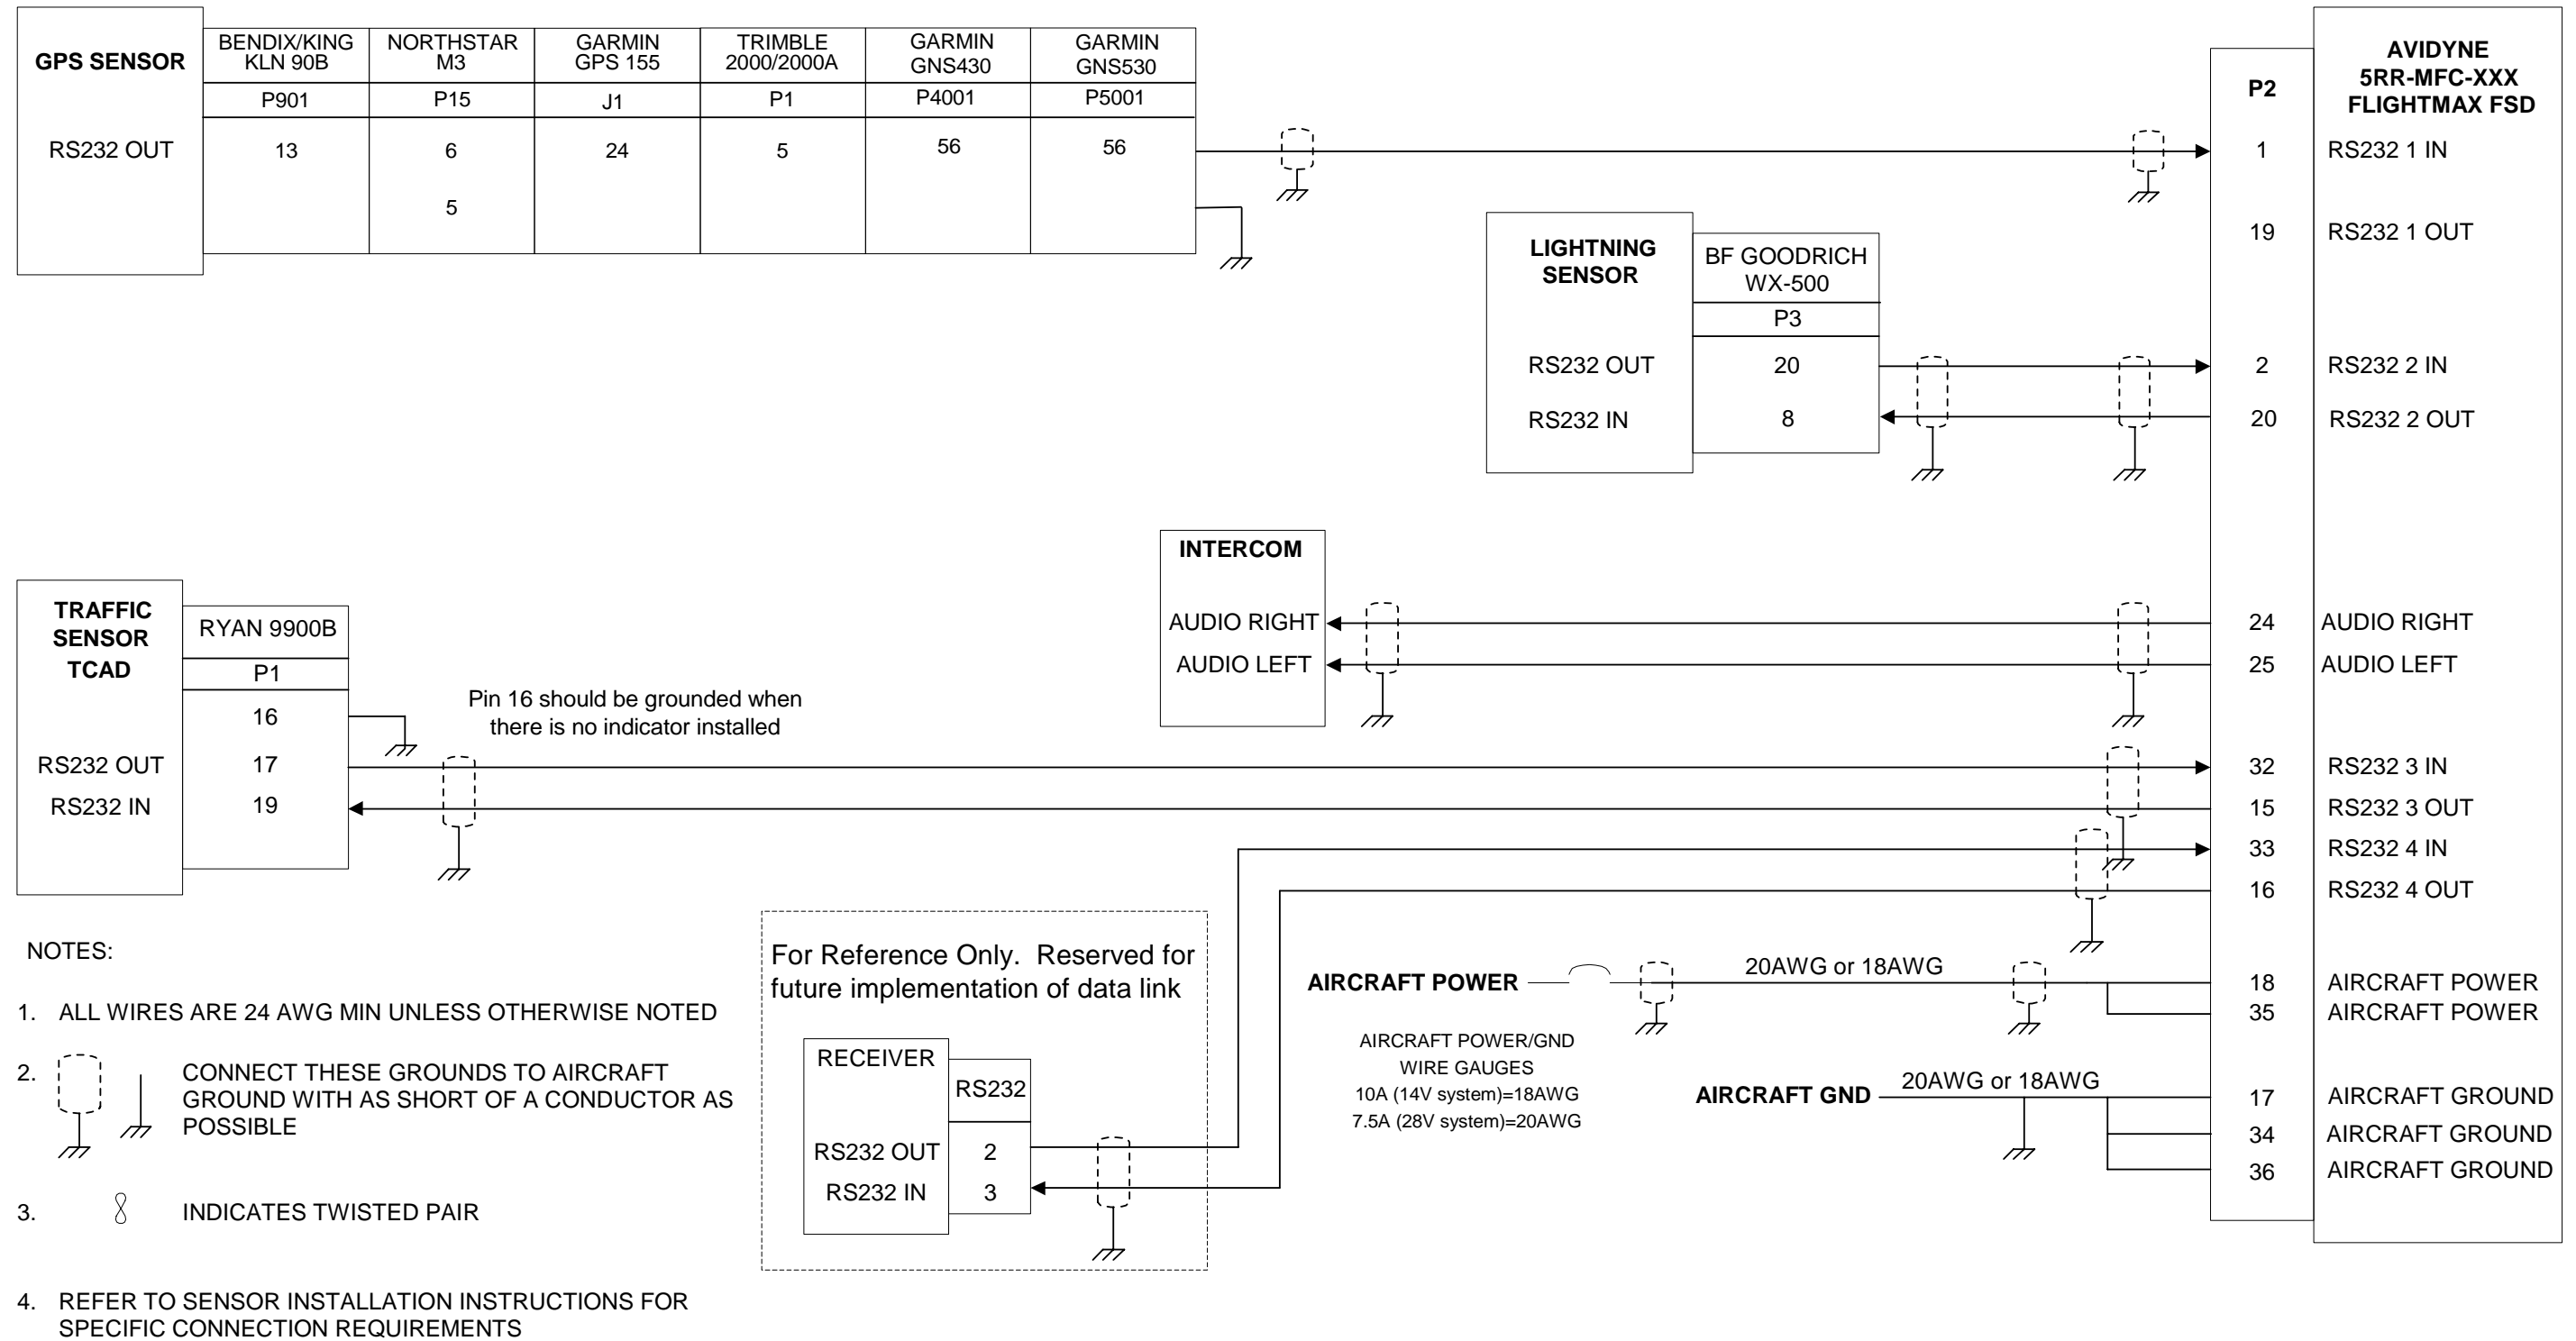 GPS SENSOR
BENDIX/KING
KLN 90B
NORTHSTAR
M3
GARMIN
GPS 155
TRIMBLE
2000/2000A
GARMIN
GNS430
GARMIN
GNS530
P901
P15
J1
P1
P4001
P5001
RS232 OUT
13
6
24
5
56
56
5
LIGHTNING
SENSOR
BF GOODRICH
WX-500
P3
RS232 OUT
20
RS232 IN
8
INTERCOM
AUDIO RIGHT
AUDIO LEFT
TRAFFIC
SENSOR
TCAD
RYAN 9900B
P1
16
RS232 OUT
17
RS232 IN
19
Pin 16 should be grounded when
there is no indicator installed
P2
AVIDYNE
5RR-MFC-XXX
FLIGHTMAX FSD
1 RS232 1 IN
19 RS232 1 OUT
2 RS232 2 IN
20 RS232 2 OUT
24 AUDIO RIGHT
25 AUDIO LEFT
32 RS232 3 IN
15 RS232 3 OUT
33 RS232 4 IN
16 RS232 4 OUT
18 AIRCRAFT POWER
35 AIRCRAFT POWER
17 AIRCRAFT GROUND
34 AIRCRAFT GROUND
36 AIRCRAFT GROUND
For Reference Only. Reserved for
future implementation of data link
RECEIVER
RS232
RS232 OUT
2
RS232 IN
3
AIRCRAFT POWER
20AWG or 18AWG
AIRCRAFT POWER/GND
WIRE GAUGES
10A (14V system)=18AWG
7.5A (28V system)=20AWG
AIRCRAFT GND
20AWG or 18AWG
NOTES:
1. ALL WIRES ARE 24 AWG MIN UNLESS OTHERWISE NOTED
2. CONNECT THESE GROUNDS TO AIRCRAFT
GROUND WITH AS SHORT OF A CONDUCTOR AS
POSSIBLE
3. INDICATES TWISTED PAIR
4. REFER TO SENSOR INSTALLATION INSTRUCTIONS FOR
SPECIFIC CONNECTION REQUIREMENTS